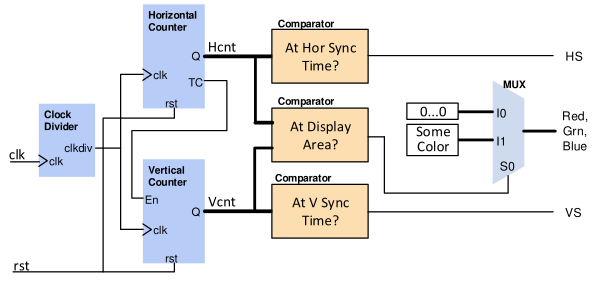 Horizontal
Counter
Q
TC
clk
rst
Hcnt
Comparator
At Hor Sync
Time?
HS
Clock
Divider
clkdiv
clk
clk
Comparator
At Display
Area?
MUX
0...0
Some
Color
I0
I1
S0
Red,
Grn,
Blue
Vertical
Counter
En
Q
clk
rst
Vcnt
Comparator
At V Sync
Time?
VS
rst